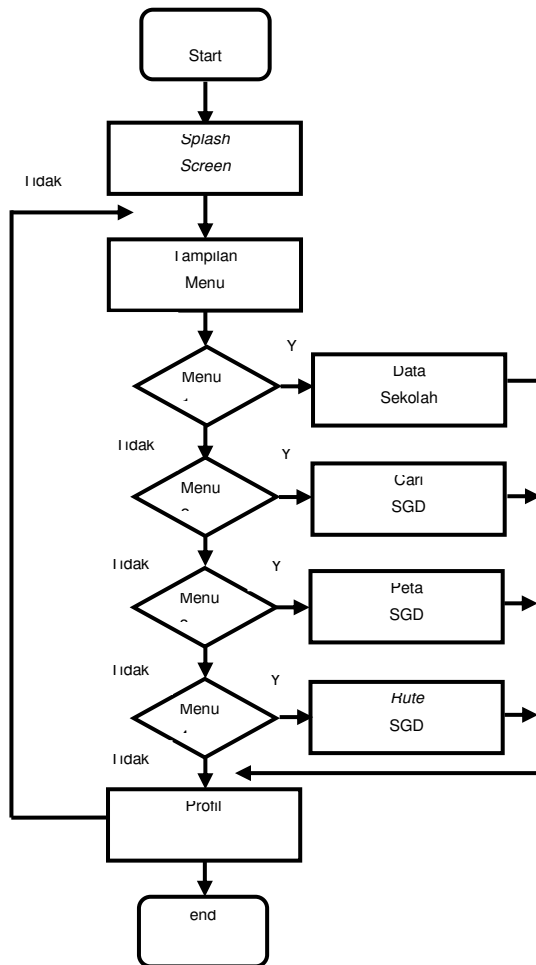 Start
Splash
Screen
Tidak
Tampilan
Menu
Y
Menu
Data
Sekolah
Tidak
Y
Menu
Cari
SGD
Tidak
Y
Menu
Peta
SGD
Tidak
Y
Menu
Rute
SGD
Tidak
Profil
end